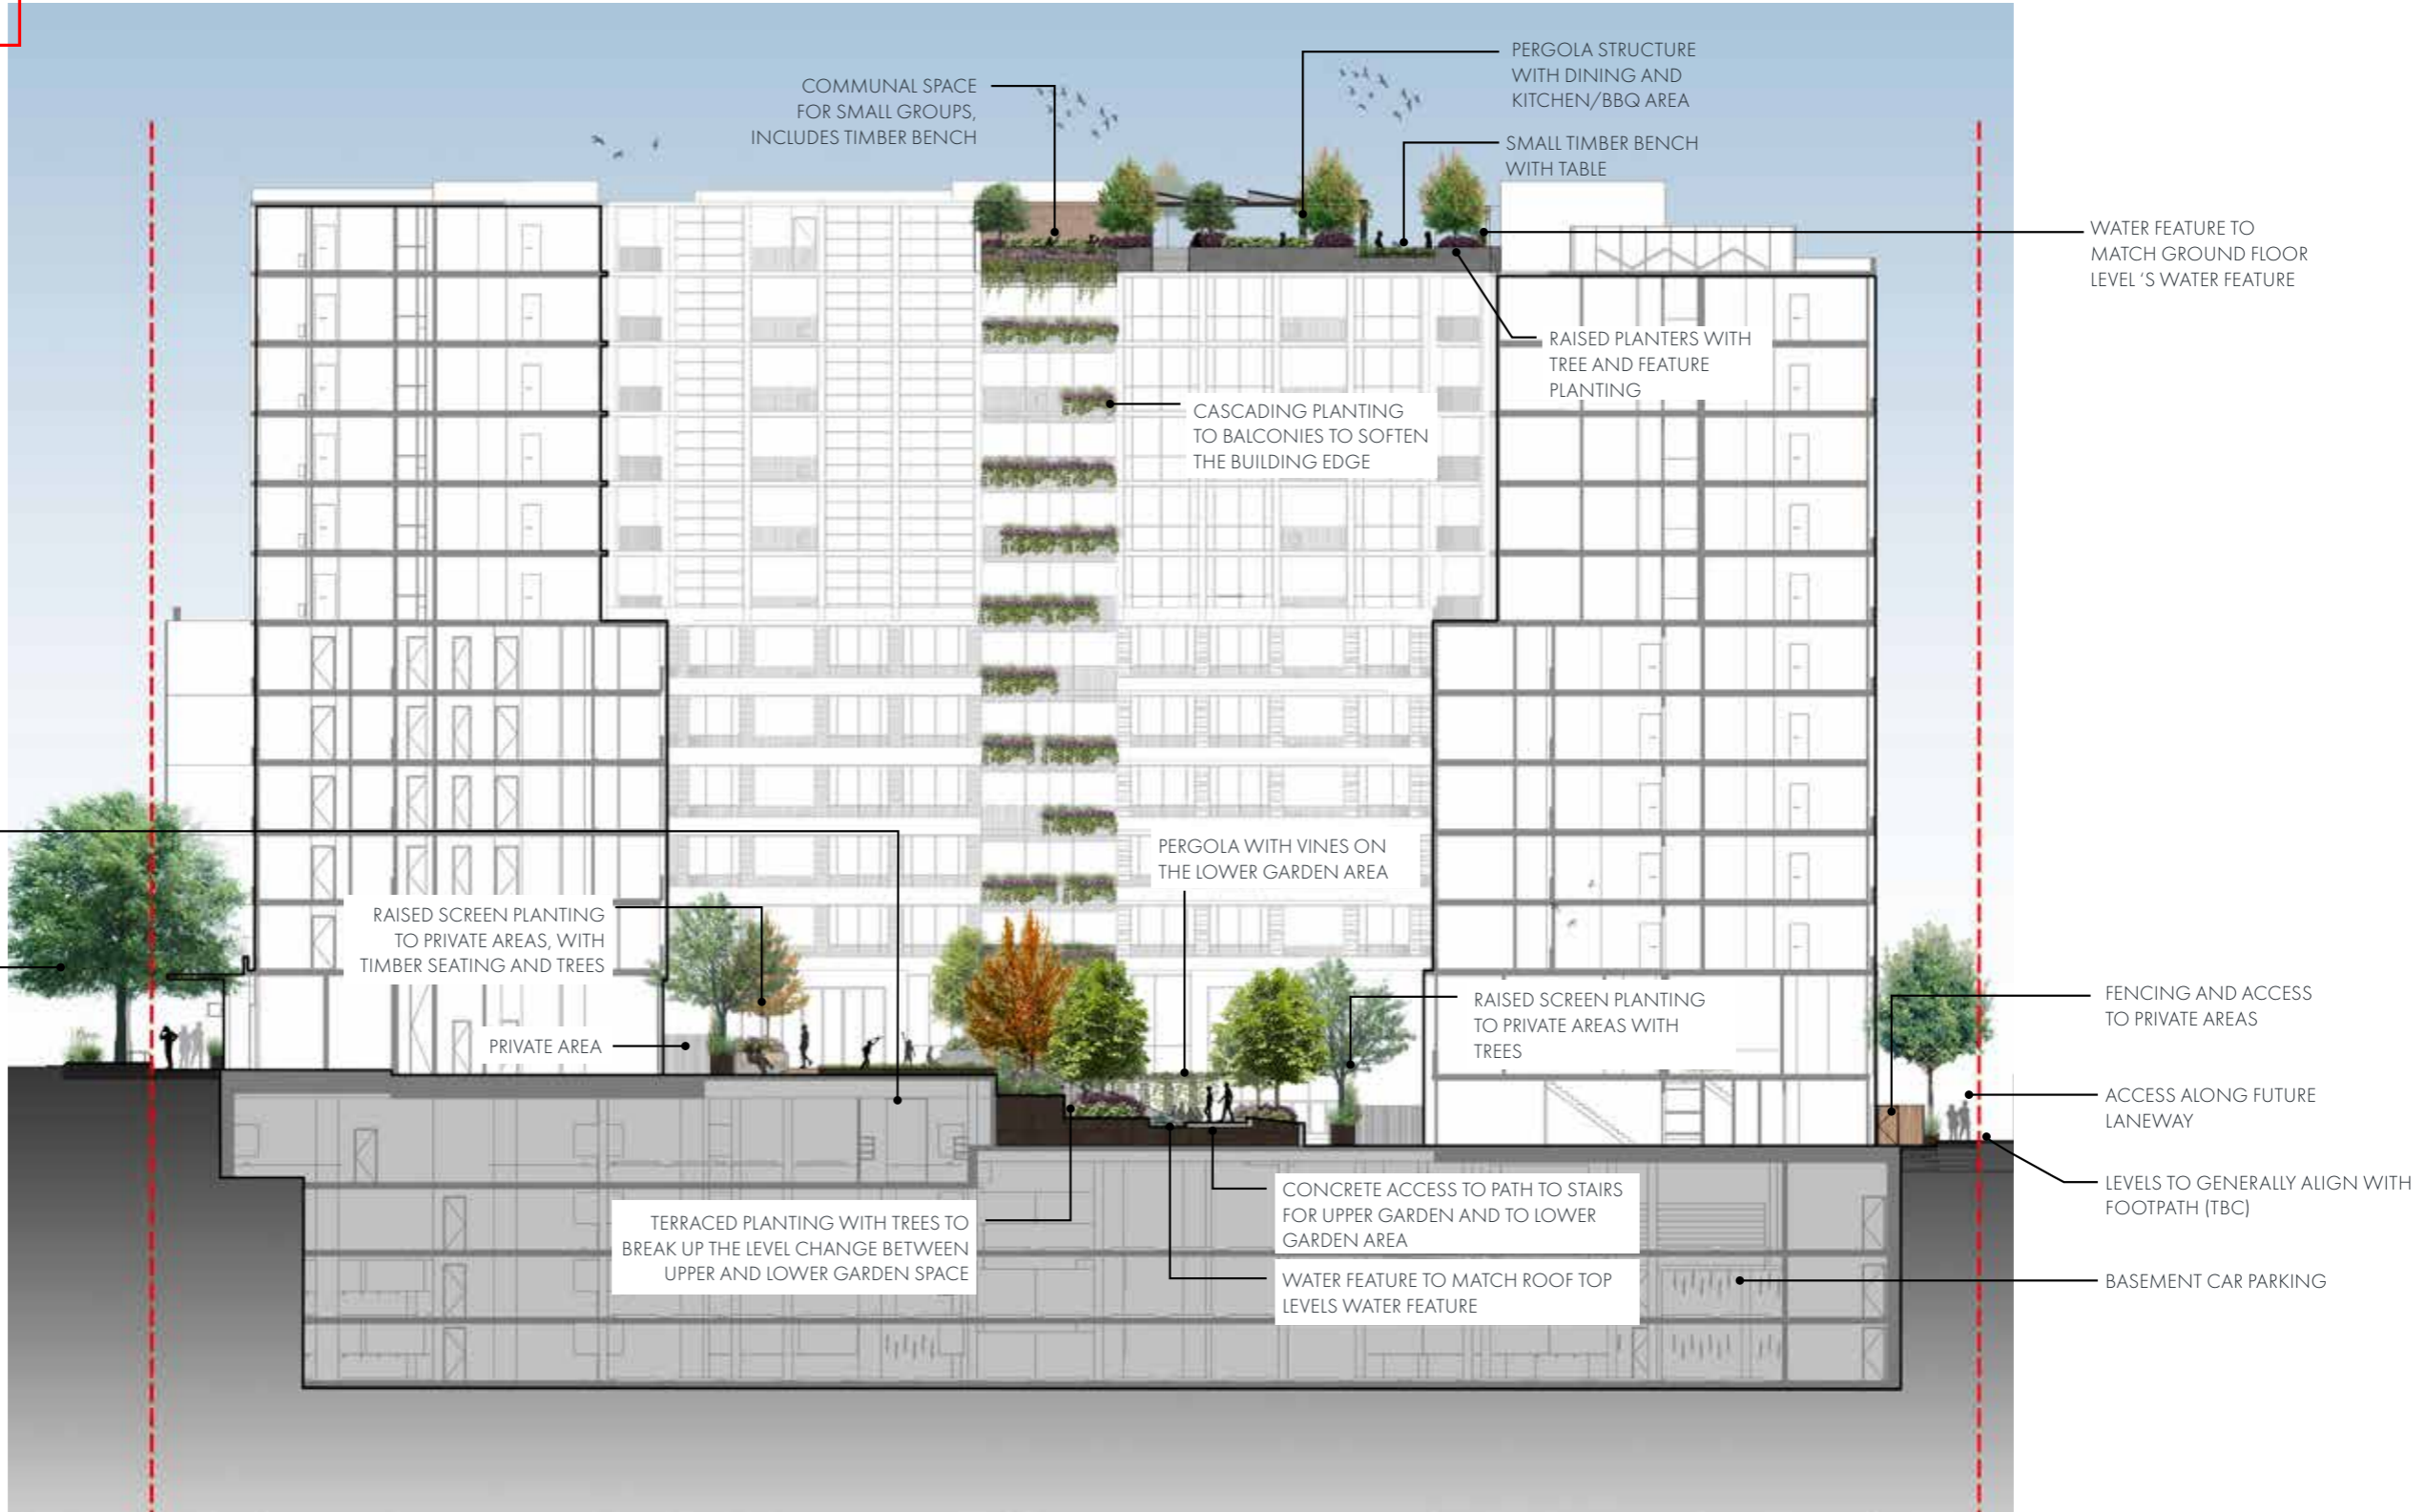 COMMUNAL SPACE
FOR SMALL GROUPS,
INCLUDES TIMBER BENCH
PERGOLA STRUCTURE
WITH DINING AND
KITCHEN/BBQ AREA
SMALL TIMBER BENCH
WITH TABLE
WATER FEATURE TO
MATCH GROUND FLOOR
LEVEL 'S WATER FEATURE
RAISED PLANTERS WITH
TREE AND FEATURE
PLANTING
CASCADING PLANTING
TO BALCONIES TO SOFTEN
THE BUILDING EDGE
PERGOLA WITH VINES ON
THE LOWER GARDEN AREA
RAISED SCREEN PLANTING
TO PRIVATE AREAS, WITH
TIMBER SEATING AND TREES
PRIVATE AREA
RAISED SCREEN PLANTING
TO PRIVATE AREAS WITH
TREES
FENCING AND ACCESS
TO PRIVATE AREAS
ACCESS ALONG FUTURE
LANEWAY
LEVELS TO GENERALLY ALIGN WITH
FOOTPATH (TBC)
TERRACED PLANTING WITH TREES TO
BREAK UP THE LEVEL CHANGE BETWEEN
UPPER AND LOWER GARDEN SPACE
CONCRETE ACCESS TO PATH TO STAIRS
FOR UPPER GARDEN AND TO LOWER
GARDEN AREA
WATER FEATURE TO MATCH ROOF TOP
LEVELS WATER FEATURE
BASEMENT CAR PARKING